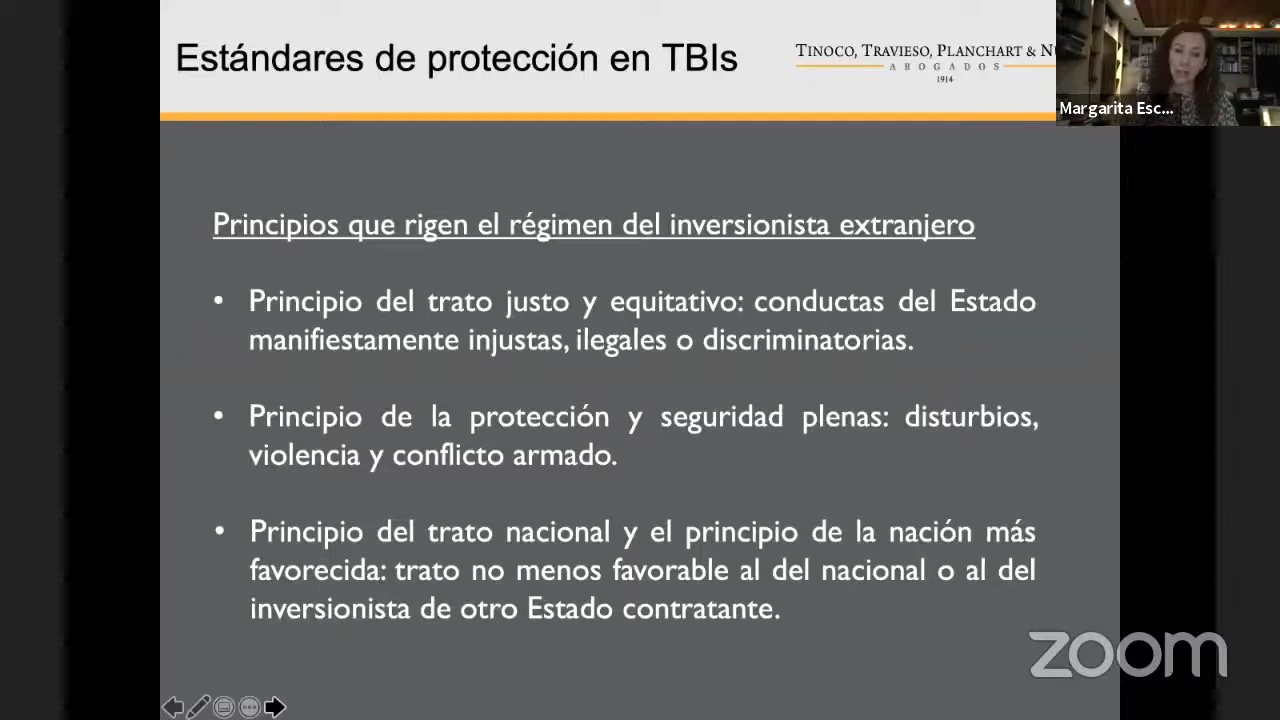 Estándares de protección en TBIs
TINOCO, TRAVIESO, PLANCHART &
ABOGADOS
1914
Margarita Esc...
Principios que rigen el régimen del inversionista extranjero
• Principio del trato justo y equitativo: conductas del Estado
manifiestamente injustas, ilegales o discriminatorias.
• Principio de la protección y seguridad plenas: disturbios,
violencia y conflicto armado.
• Principio del trato nacional y el principio de la nación más
favorecida: trato no menos favorable al del nacional o al del
inversionista de otro Estado contratante.
zoom